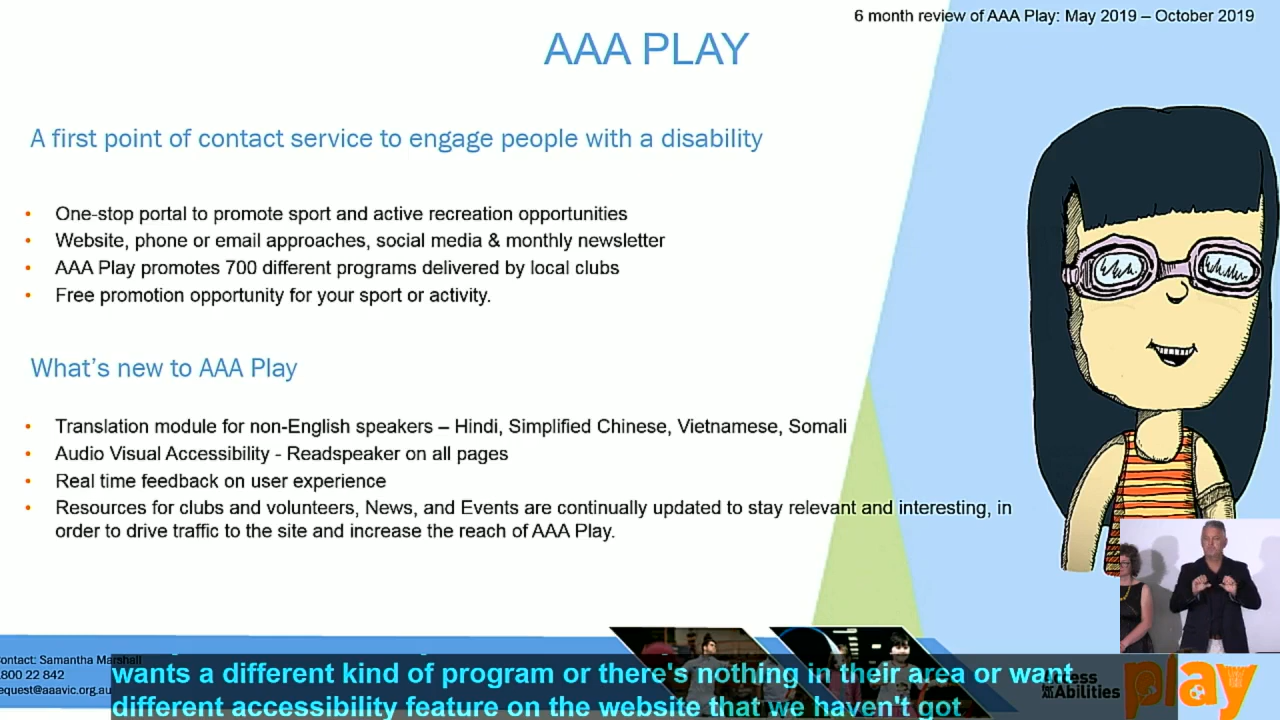 6 month review of AAA Play: May 2019 – October 2019
AAA PLAY
A first point of contact service to engage people with a disability
• One-stop portal to promote sport and active recreation opportunities
• Website, phone or email approaches, social media & monthly newsletter
• AAA Play promotes 700 different programs delivered by local clubs
• Free promotion opportunity for your sport or activity.
What's new to AAA Play
• Translation module for non-English speakers – Hindi, Simplified Chinese, Vietnamese, Somali
• Audio Visual Accessibility - Readspeaker on all pages
• Real time feedback on user experience
• Resources for clubs and volunteers, News, and Events are continually updated to stay relevant and interesting, in
order to drive traffic to the site and increase the reach of AAA Play.
ontact: Samantha Marshall
800 22 842
equest@aaavic.org.au
wants a different kind of program or there's nothing in their area or want
different accessibility feature on the website that we haven't got
Access
Abilities
play